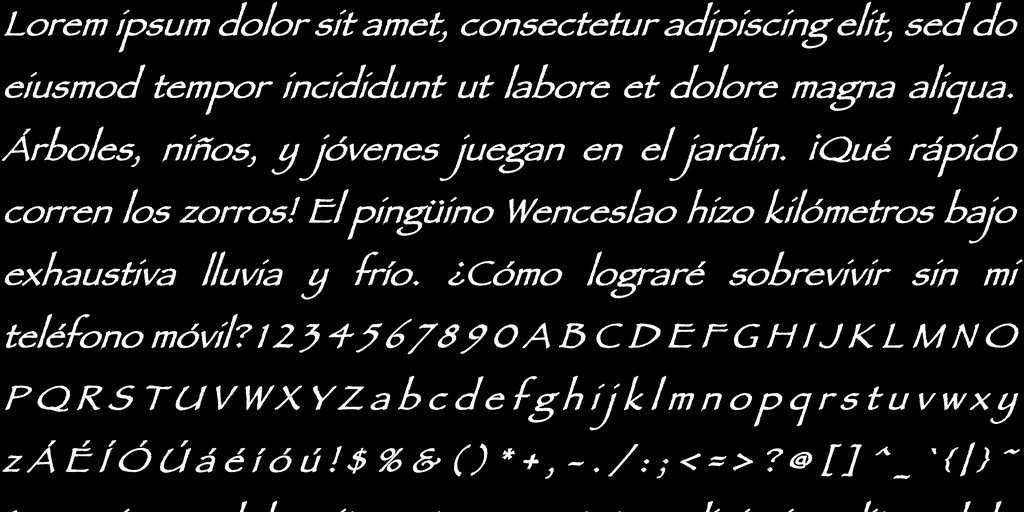 Lorem ipsum dolor sit amet, consectetur adipiscing elit, sed do
eiusmod tempor incididunt ut labore et dolore magna aliqua.
Árboles, niños, y jóvenes juegan en el jardín. ¡Qué rápido
corren los zorros! El pingüino Wenceslao hizo kilómetros bajo
exhaustiva lluvia y frío. ¿Cómo lograré sobrevivir sin mi
teléfono móvil?1 2 3 4 5 6 7 8 9 0 A B C D E F G H I J K L M N O
P Q R S T U V W X Y Z a b c d e f g h i j k l m n o p q r s t u v w x y
z Á É Í Ó Ú á é í ó ú ! $ % & ( ) * + , - . / : ; < = > ? @ [ ] ^ _ ` { | } ~